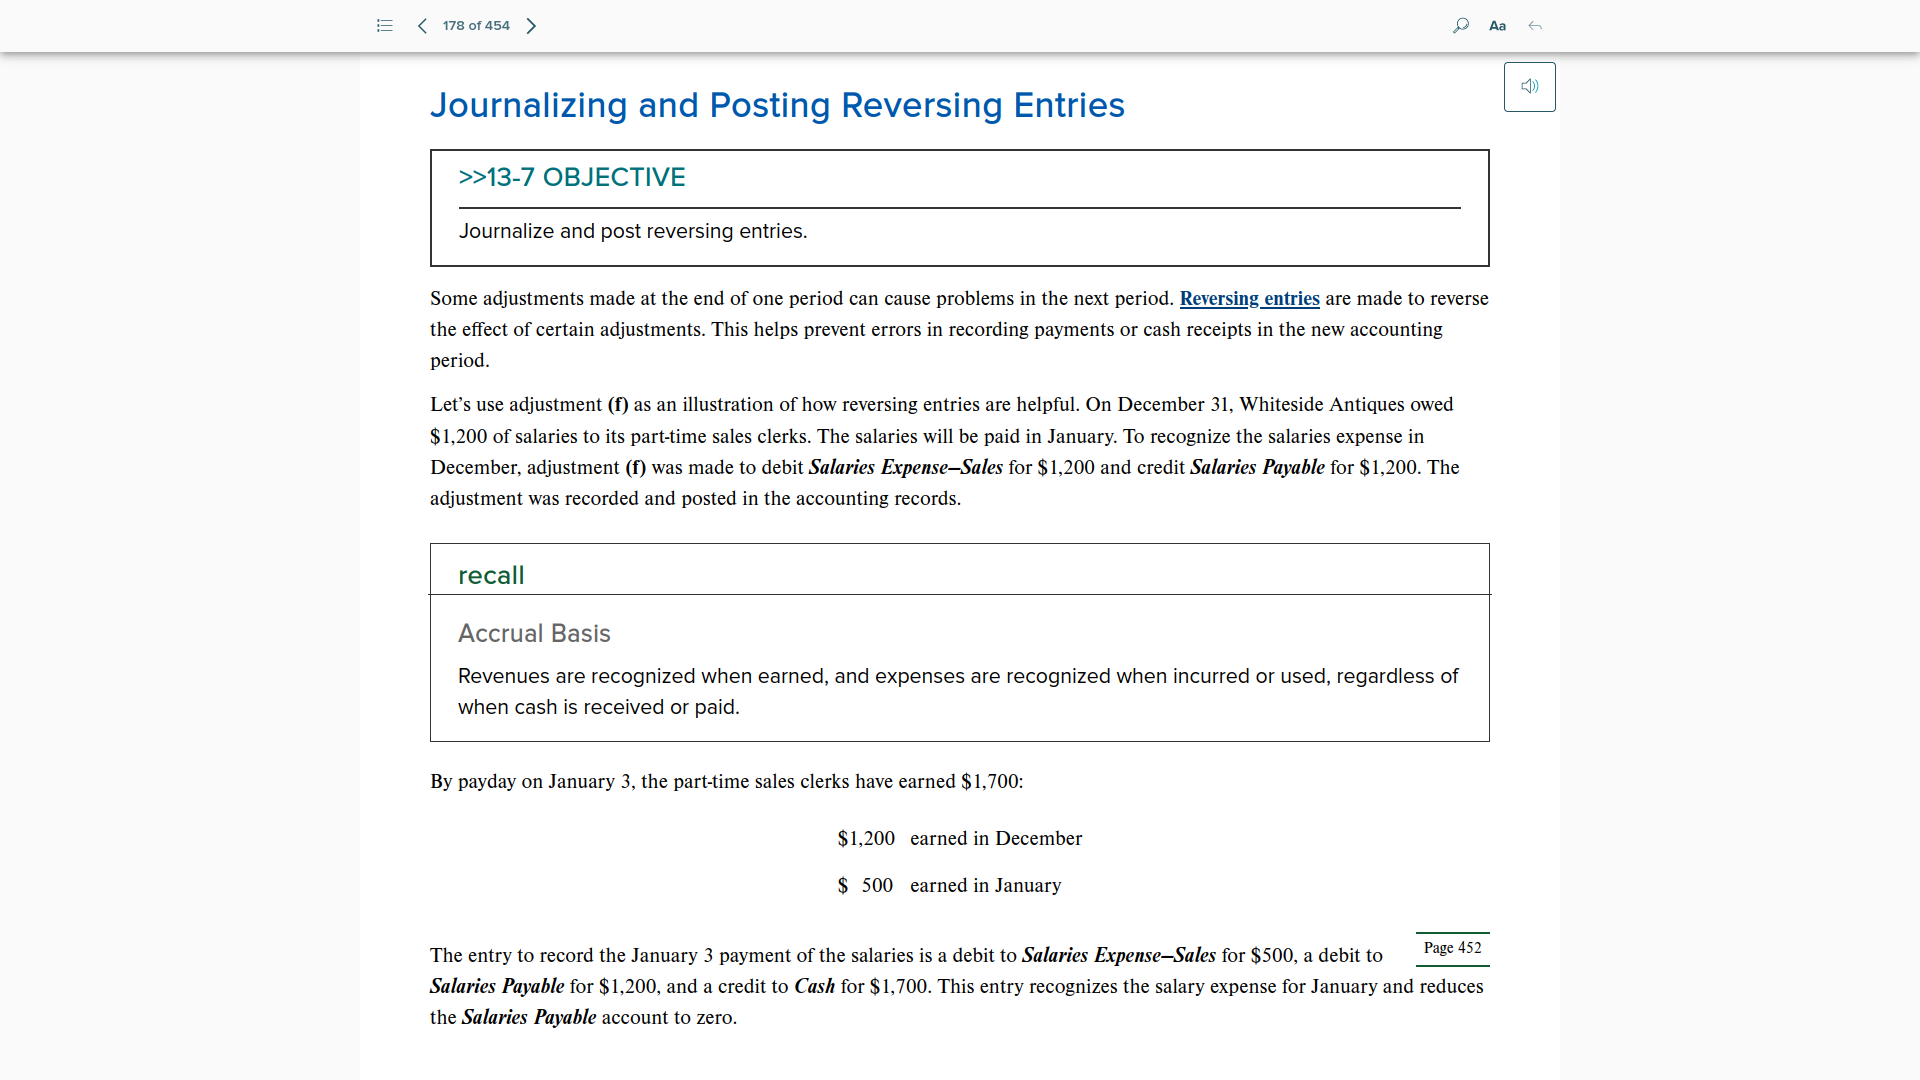 178 of 454
Aa
Journalizing and Posting Reversing Entries
>>13-7 OBJECTIVE
Journalize and post reversing entries.
Some adjustments made at the end of one period can cause problems in the next period. Reversing entries are made to reverse
the effect of certain adjustments. This helps prevent errors in recording payments or cash receipts in the new accounting
period.
Let’s use adjustment (f) as an illustration of how reversing entries are helpful. On December 31, Whiteside Antiques owed
$1,200 of salaries to its part-time sales clerks. The salaries will be paid in January. To recognize the salaries expense in
December, adjustment (f) was made to debit Salaries Expense–Sales for $1,200 and credit Salaries Payable for $1,200. The
adjustment was recorded and posted in the accounting records.
recall
Accrual Basis
Revenues are recognized when earned, and expenses are recognized when incurred or used, regardless of
when cash is received or paid.
By payday on January 3, the part-time sales clerks have earned $1,700:
$1,200 earned in December
$ 500 earned in January
The entry to record the January 3 payment of the salaries is a debit to Salaries Expense–Sales for $500, a debit to
Page 452
Salaries Payable for $1,200, and a credit to Cash for $1,700. This entry recognizes the salary expense for January and reduces
the Salaries Payable account to zero.